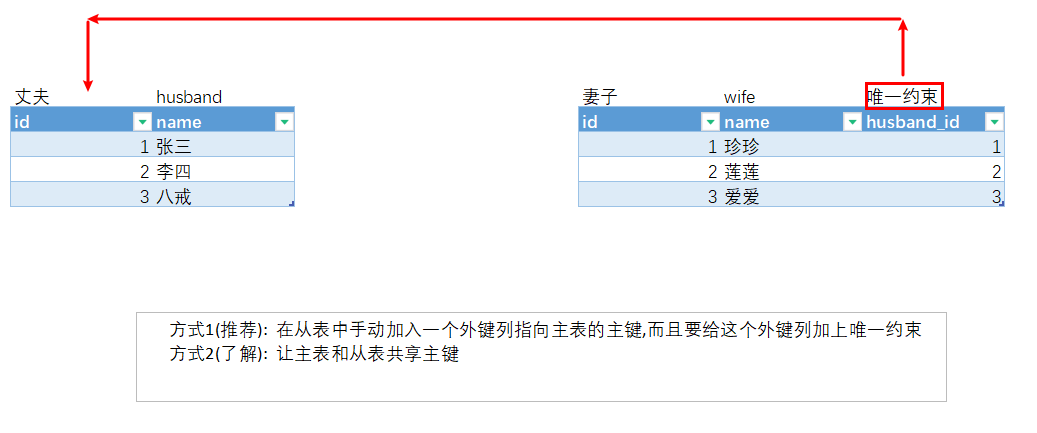 丈夫 husband 妻子 wife 唯一约束
id name id name husband_id
1 张三 1 珍珍 1
2 李四 2 莲莲 2
3 八戒 3 爱爱 3
方式1(推荐): 在从表中手动加入一个外键列指向主表的主键,而且要给这个外键列加上唯一约束
方式2(了解): 让主表和从表共享主键